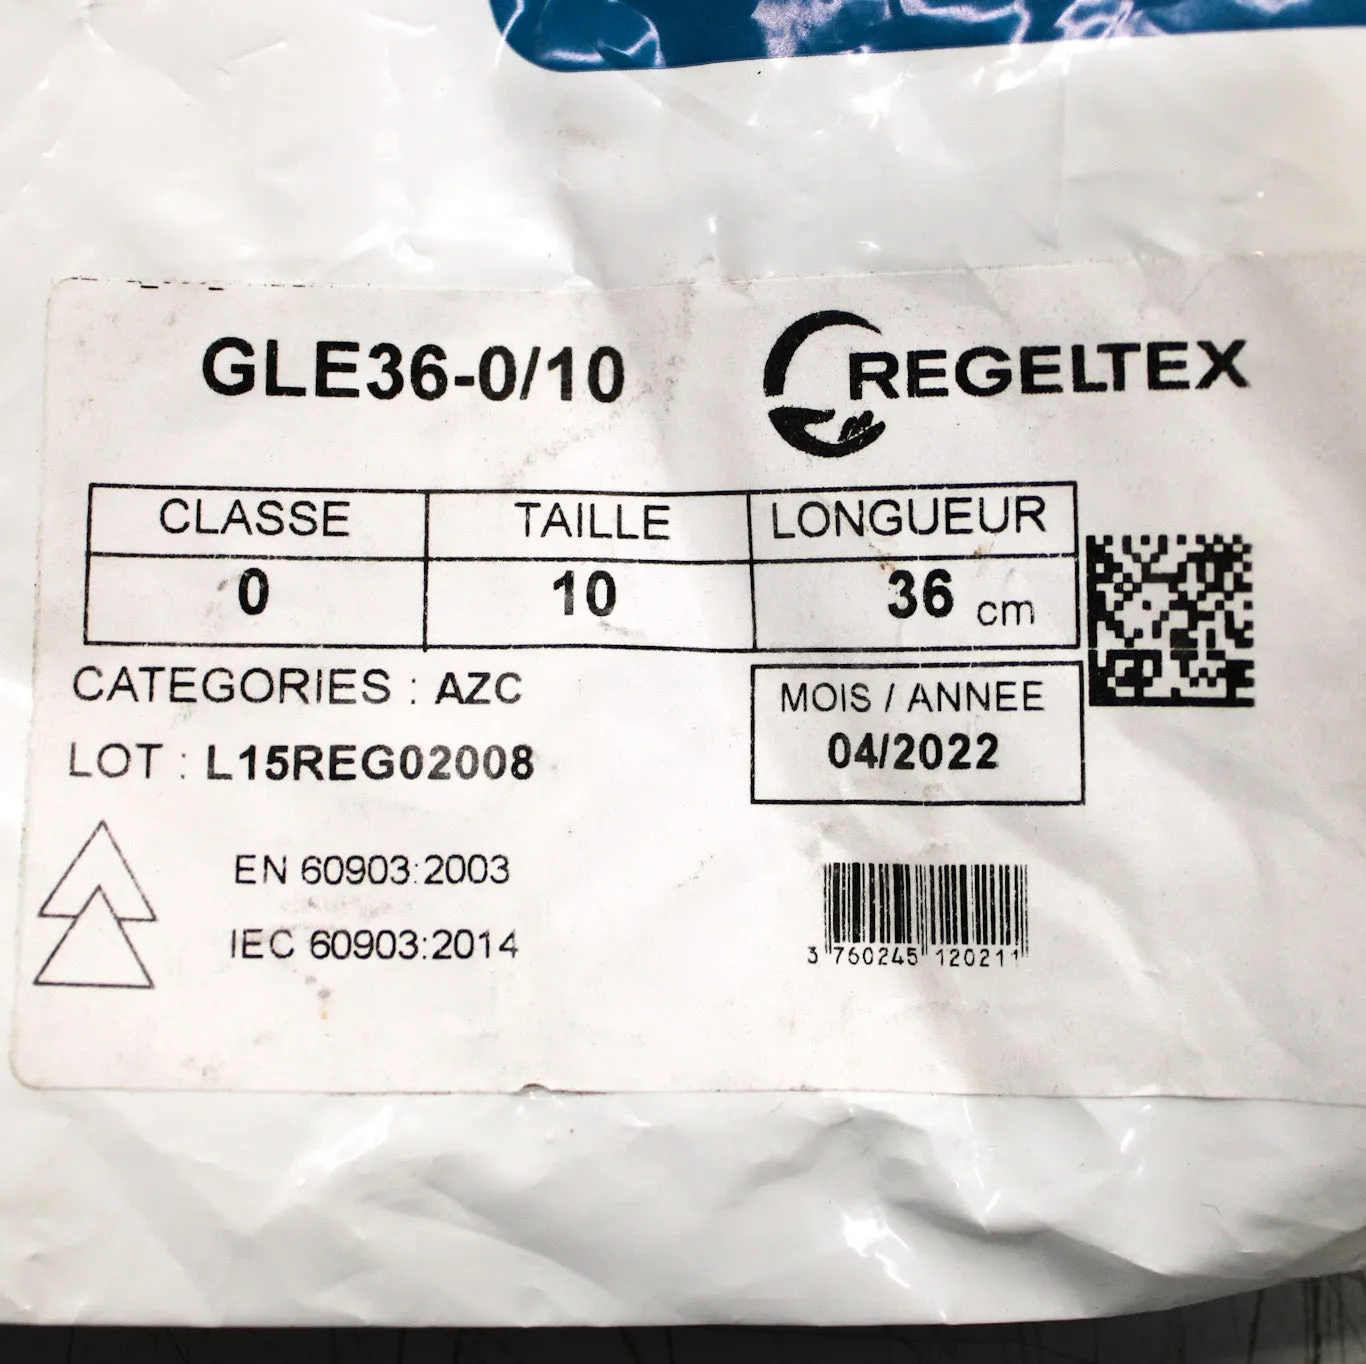 GLE36-0/10
REGELTEX
CLASSE TAILLE LONGUEUR
0 10 36 cm
CATEGORIES : AZC
MOIS / ANNEE
04/2022
LOT : L15REG02008
EN 60903:2003
IEC 60903:2014
3 760245 120211